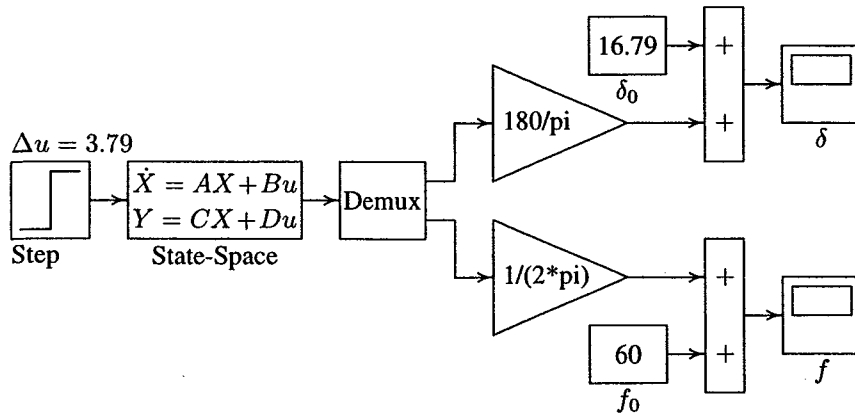 16.79
+
δ₀
180/pi
+
δ
Δu = 3.79
Ẋ = AX + Bu
Y = CX + Du
Demux
Step
State-Space
1/(2*pi)
+
60
+
f₀
f